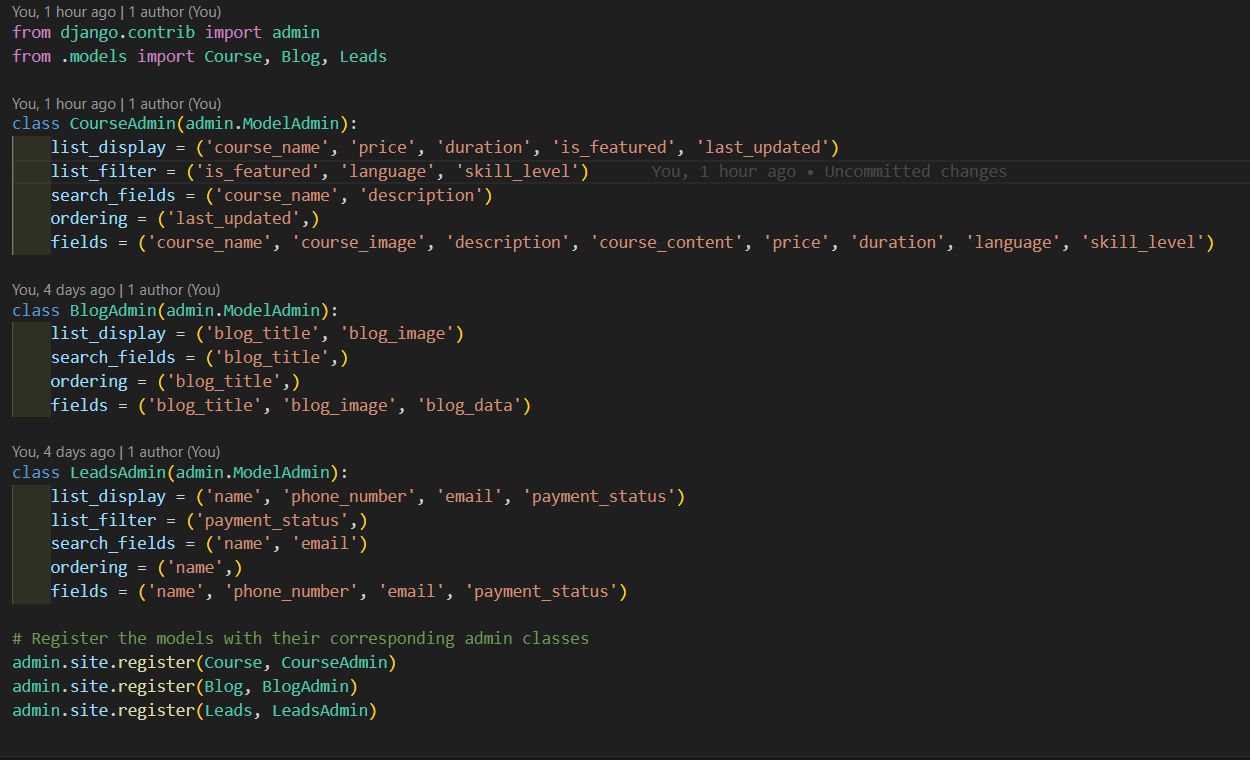 You, 1 hour ago | 1 author (You)
from django.contrib import admin
from .models import Course, Blog, Leads
You, 1 hour ago | 1 author (You)
class CourseAdmin(admin.ModelAdmin):
    list_display = ('course_name', 'price', 'duration', 'is_featured', 'last_updated')
    list_filter = ('is_featured', 'language', 'skill_level')      You, 1 hour ago • Uncommitted changes
    search_fields = ('course_name', 'description')
    ordering = ('last_updated',)
    fields = ('course_name', 'course_image', 'description', 'course_content', 'price', 'duration', 'language', 'skill_level')
You, 4 days ago | 1 author (You)
class BlogAdmin(admin.ModelAdmin):
    list_display = ('blog_title', 'blog_image')
    search_fields = ('blog_title',)
    ordering = ('blog_title',)
    fields = ('blog_title', 'blog_image', 'blog_data')
You, 4 days ago | 1 author (You)
class LeadsAdmin(admin.ModelAdmin):
    list_display = ('name', 'phone_number', 'email', 'payment_status')
    list_filter = ('payment_status',)
    search_fields = ('name', 'email')
    ordering = ('name',)
    fields = ('name', 'phone_number', 'email', 'payment_status')
# Register the models with their corresponding admin classes
admin.site.register(Course, CourseAdmin)
admin.site.register(Blog, BlogAdmin)
admin.site.register(Leads, LeadsAdmin)